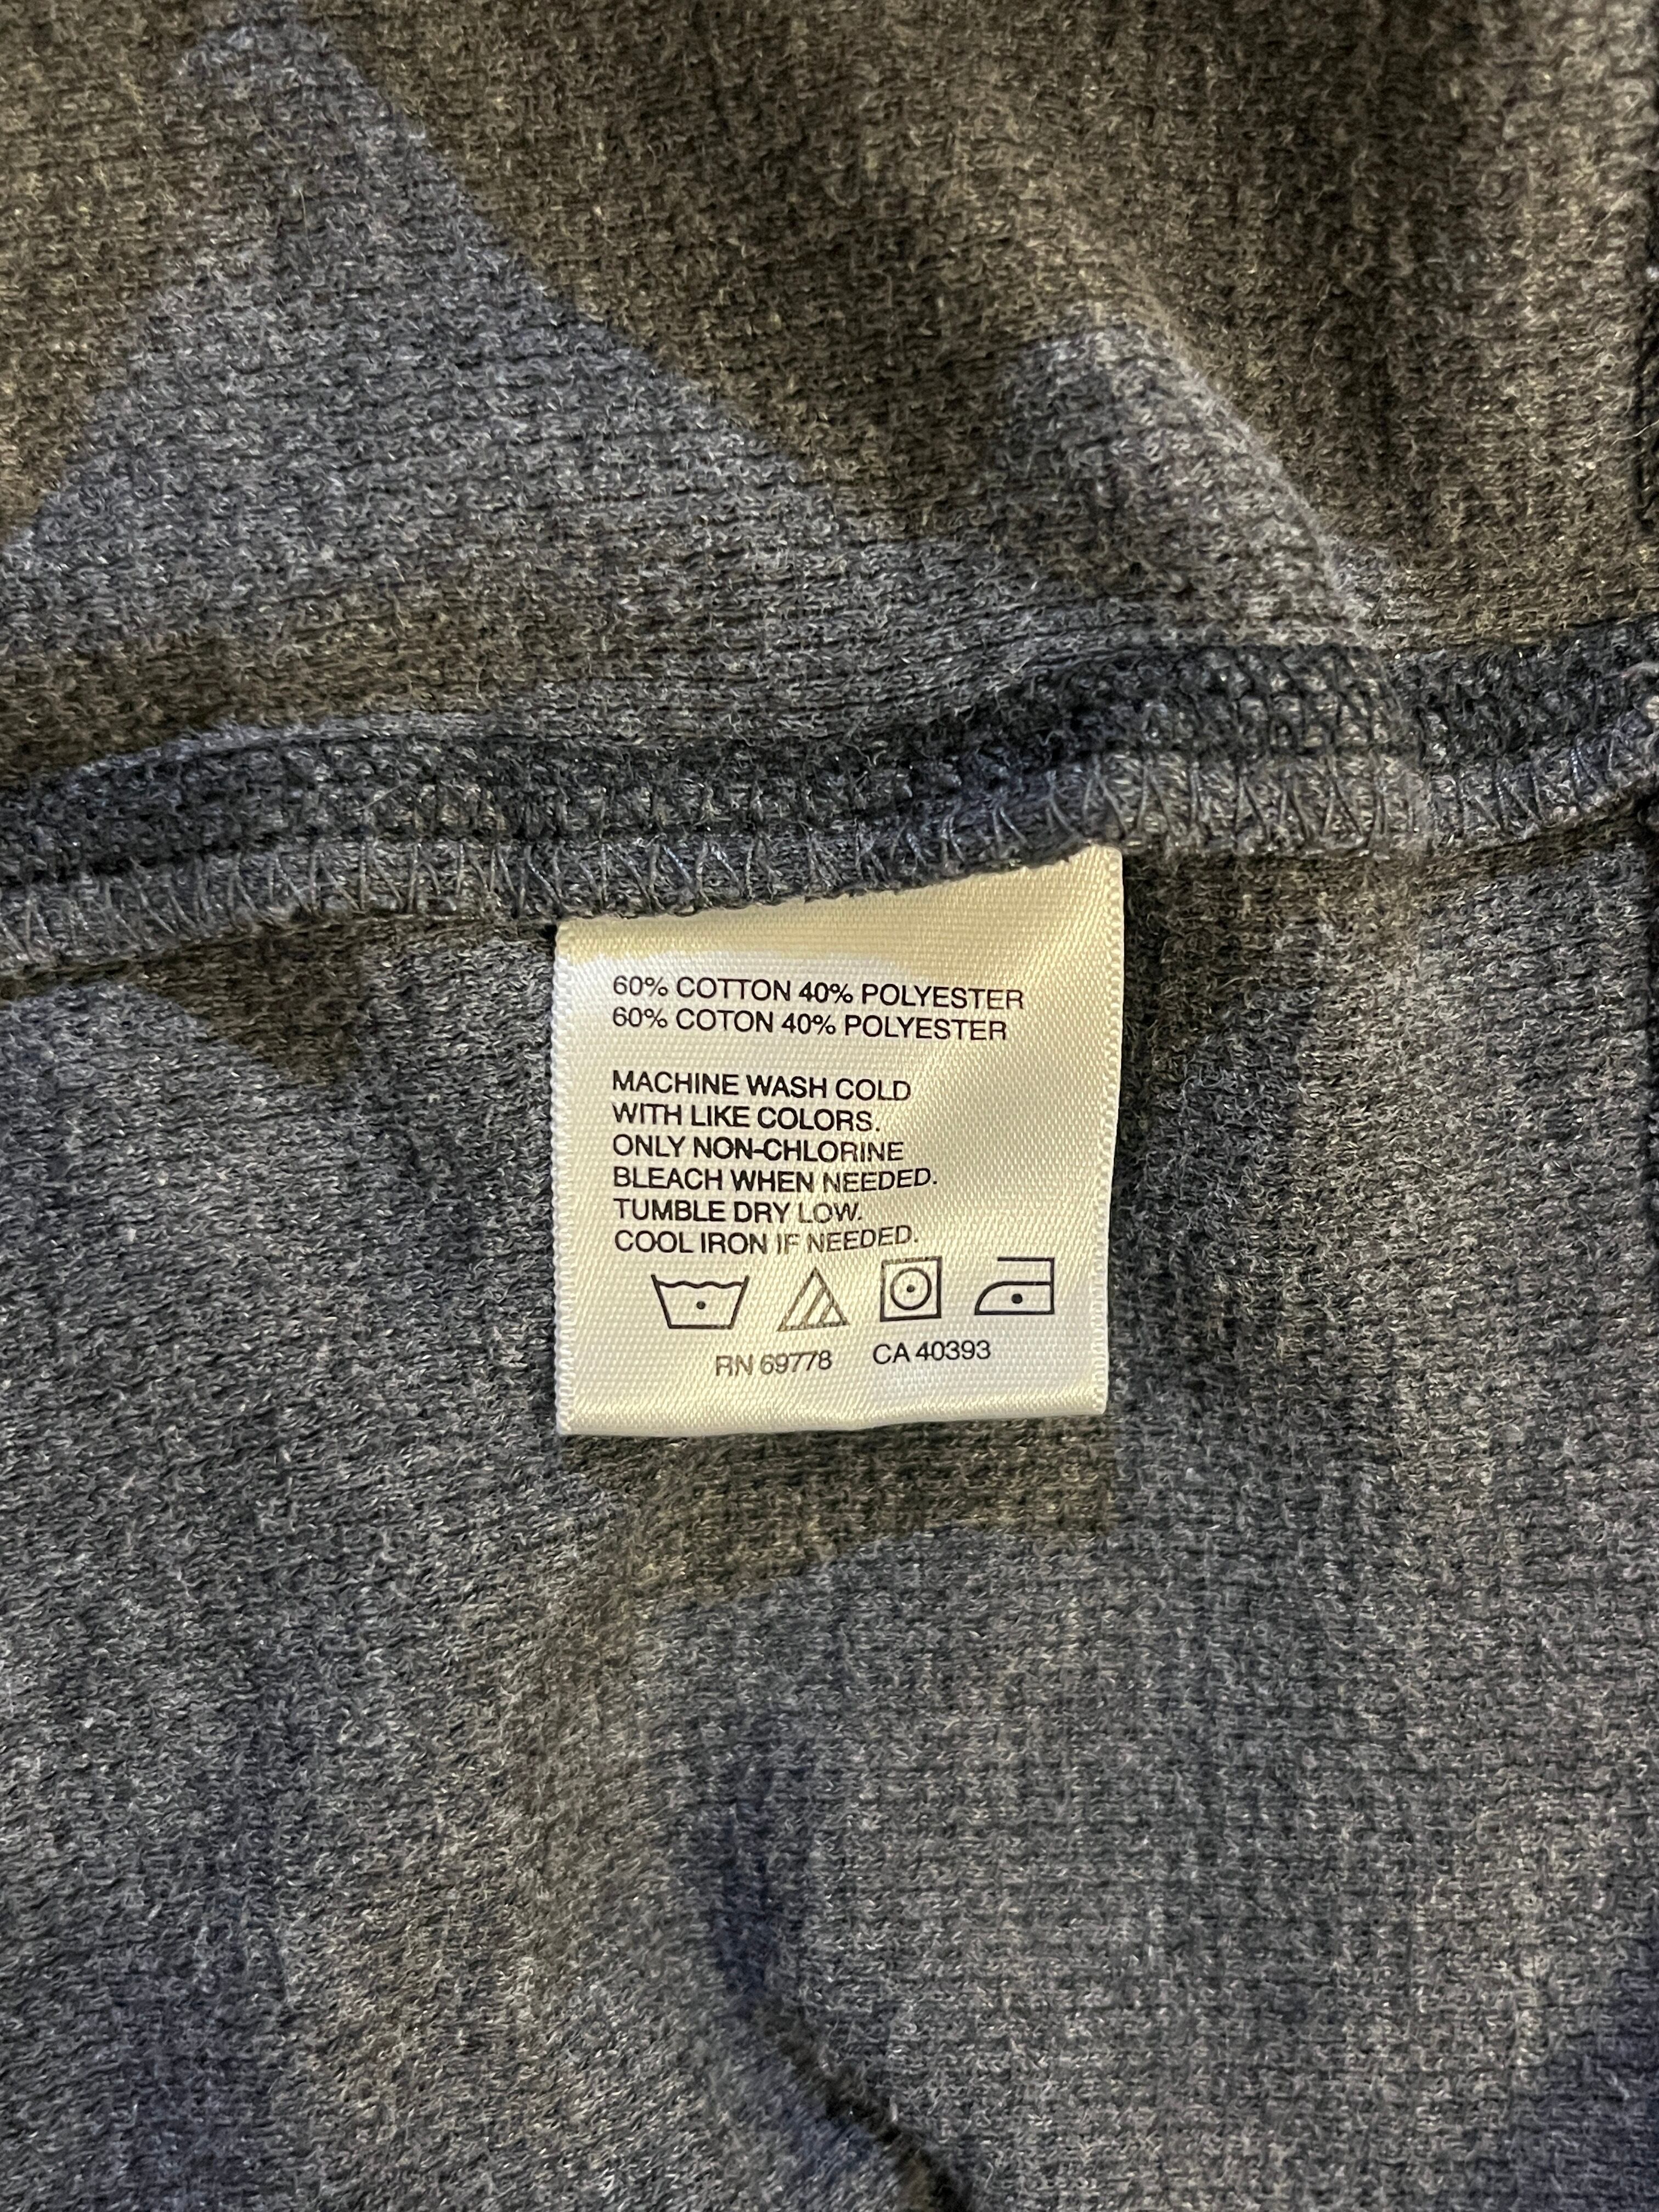 60% COTTON 40% POLYESTER
60% COTON 40% POLYESTER
MACHINE WASH COLD
WITH LIKE COLORS.
ONLY NON-CHLORINE
BLEACH WHEN NEEDED.
TUMBLE DRY LOW.
COOL IRON IF NEEDED.
RN 69778 CA 40393